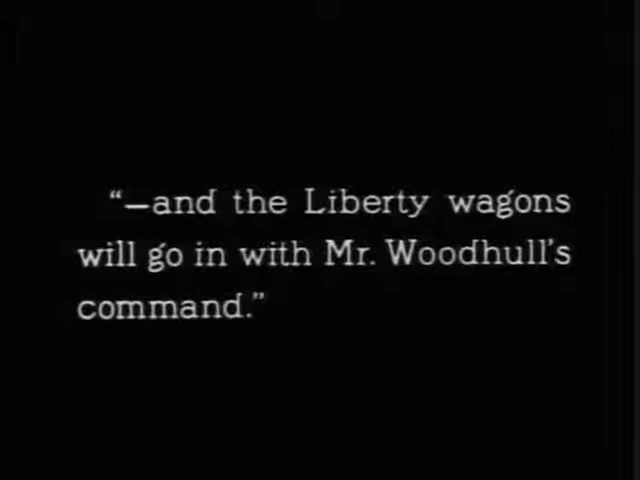 “—and the Liberty wagons
will go in with Mr. Woodhull’s
command.”